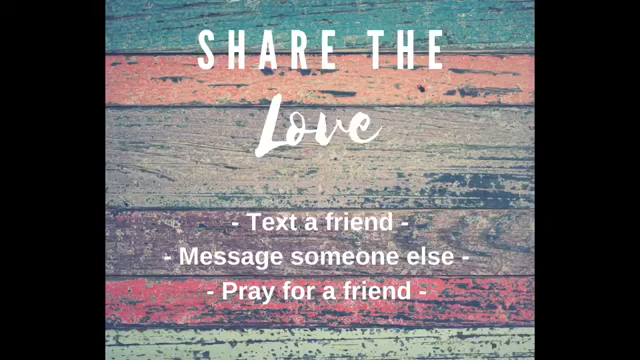 SHARE THE
Love
- Text a friend -
- Message someone else -
- Pray for a friend -